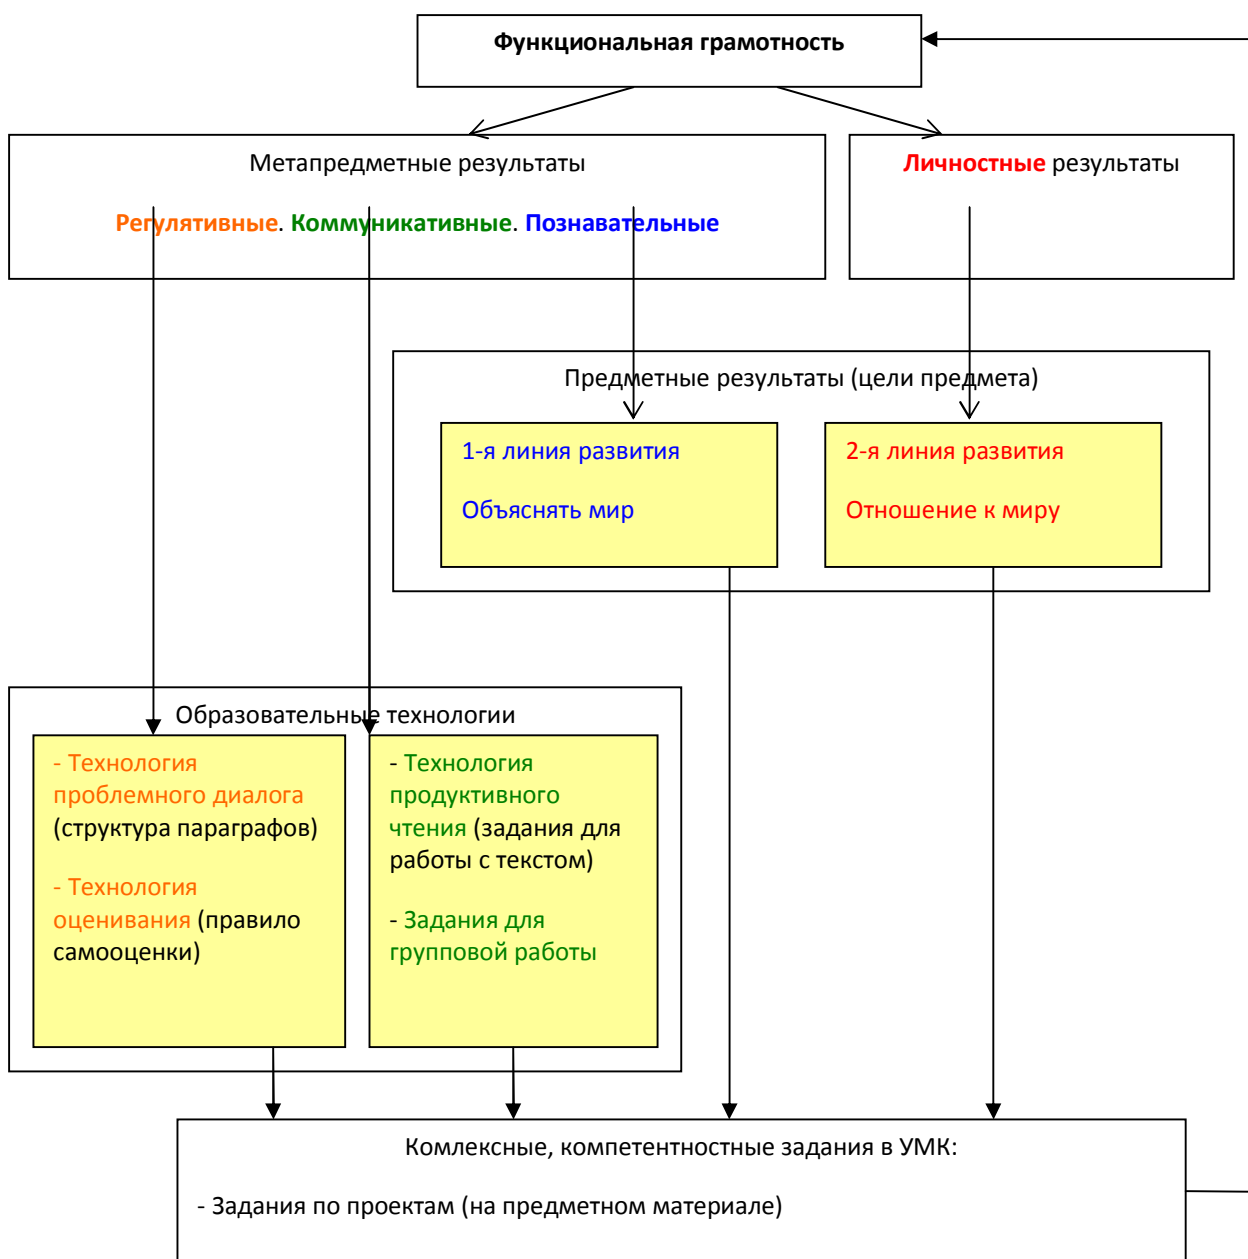 Функциональная грамотность
Метапредметные результаты
Регулятивные. Коммуникативные. Познавательные
Личностные результаты
Предметные результаты (цели предмета)
1-я линия развития
Объяснять мир
2-я линия развития
Отношение к миру
Образовательные технологии
- Технология
проблемного диалога
(структура параграфов)
- Технология
оценивания (правило
самооценки)
- Технология
продуктивного
чтения (задания для
работы с текстом)
- Задания для
групповой работы
Комлексные, компетентностные задания в УМК:
- Задания по проектам (на предметном материале)